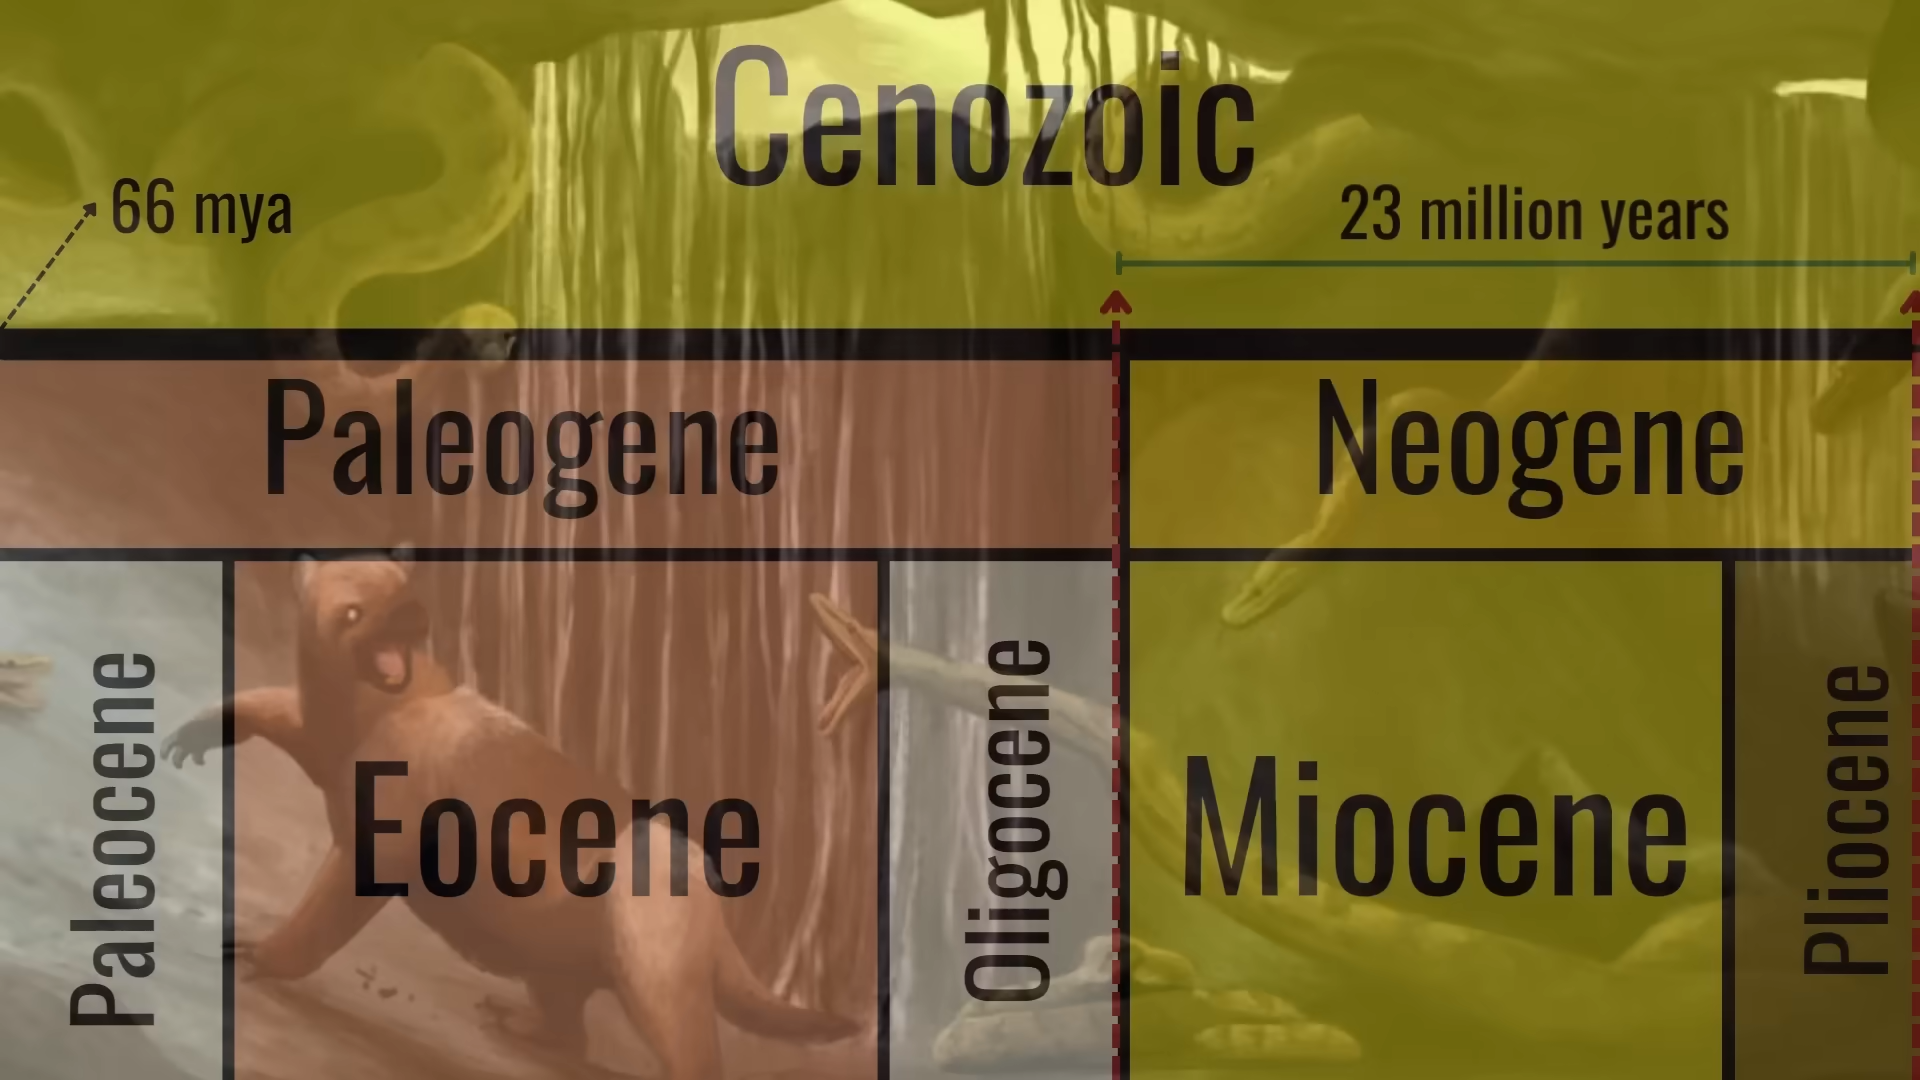 Cenozoic
66 mya
23 million years
Paleogene
Neogene
Paleocene
Eocene
Oligocene
Miocene
Pliocene